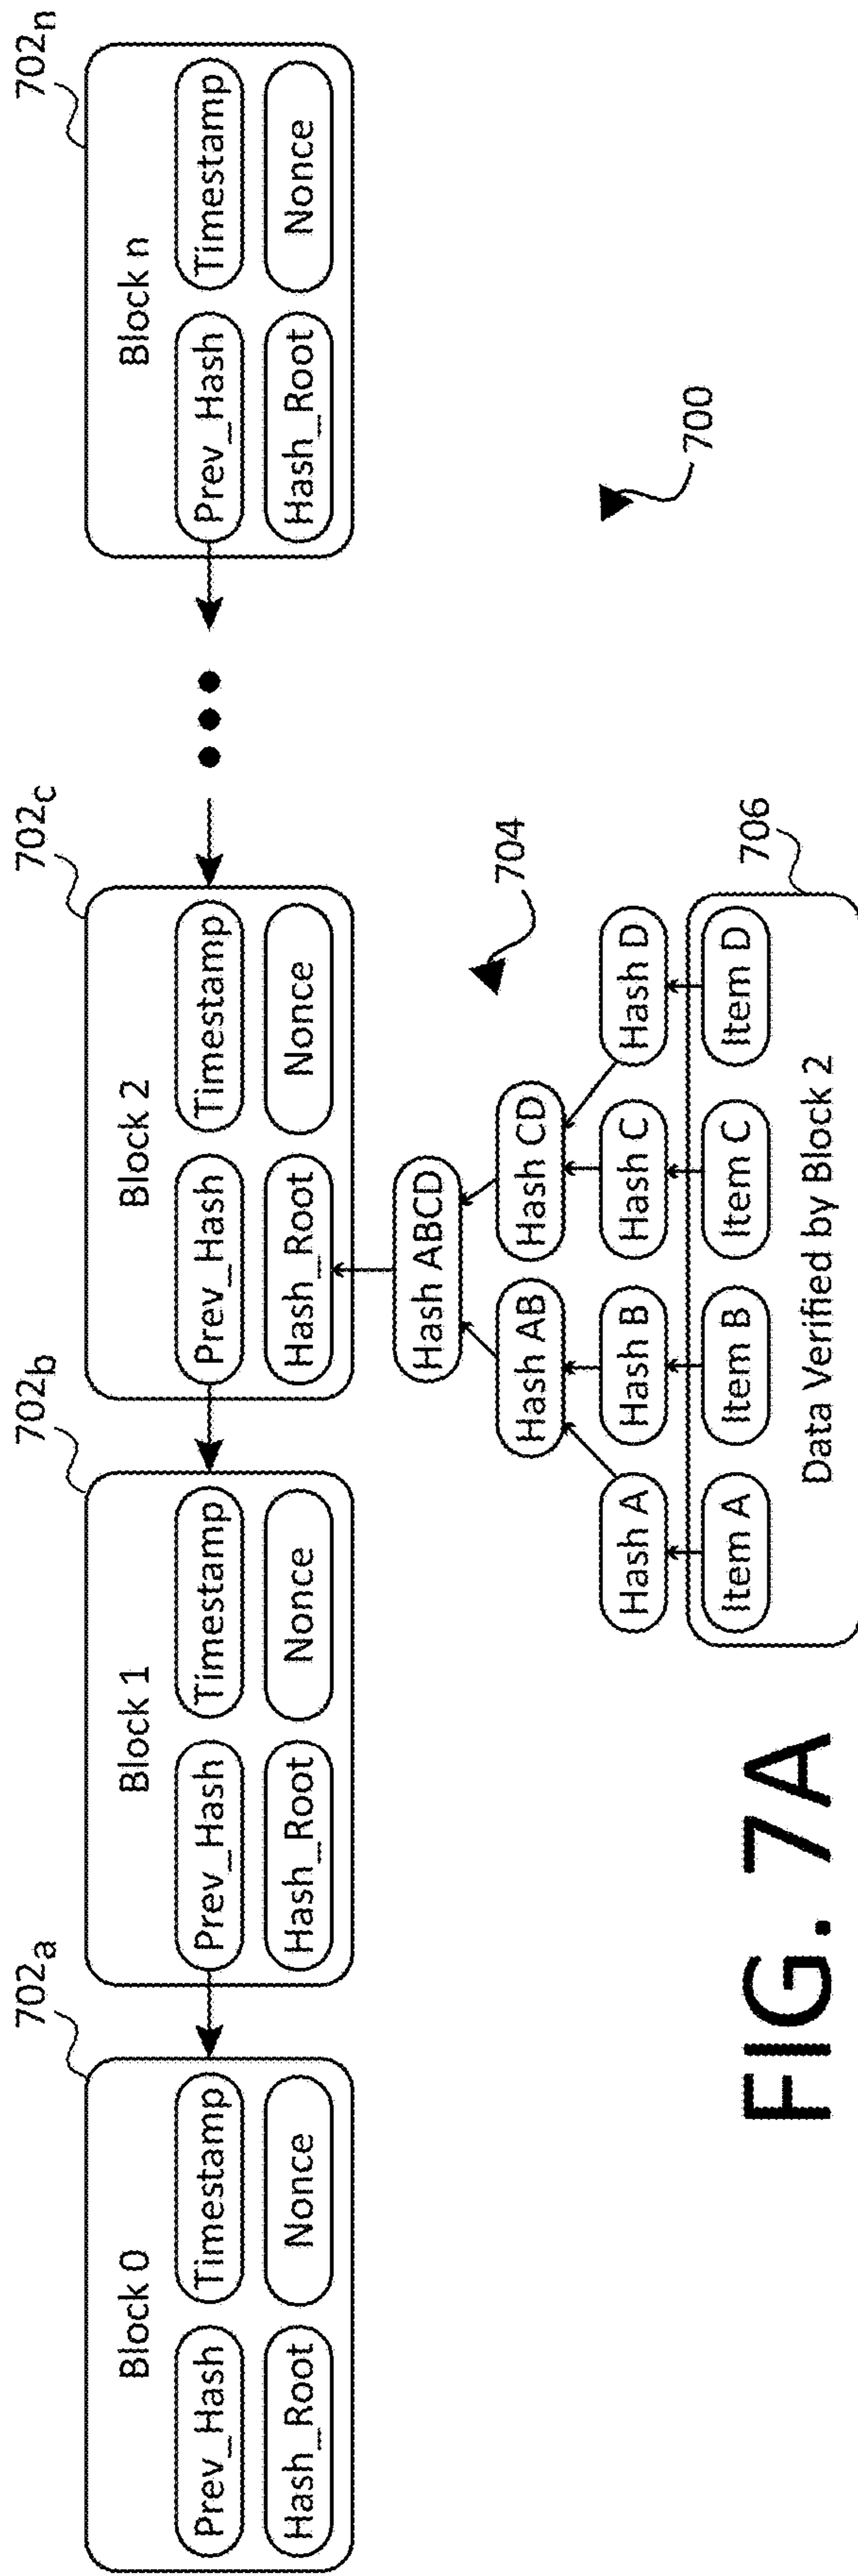 702a
702b
702c
702n
Block 0
Block 1
Block 2
Block n
Prev_Hash Timestamp
Prev_Hash Timestamp
Prev_Hash Timestamp
Prev_Hash Timestamp
Hash_Root Nonce
Hash_Root Nonce
Hash_Root Nonce
Hash_Root Nonce
Hash ABCD
704
Hash AB
Hash CD
Hash A
Hash B
Hash C
Hash D
700
706
Item A
Item B
Item C
Item D
Data Verified by Block 2
FIG. 7A